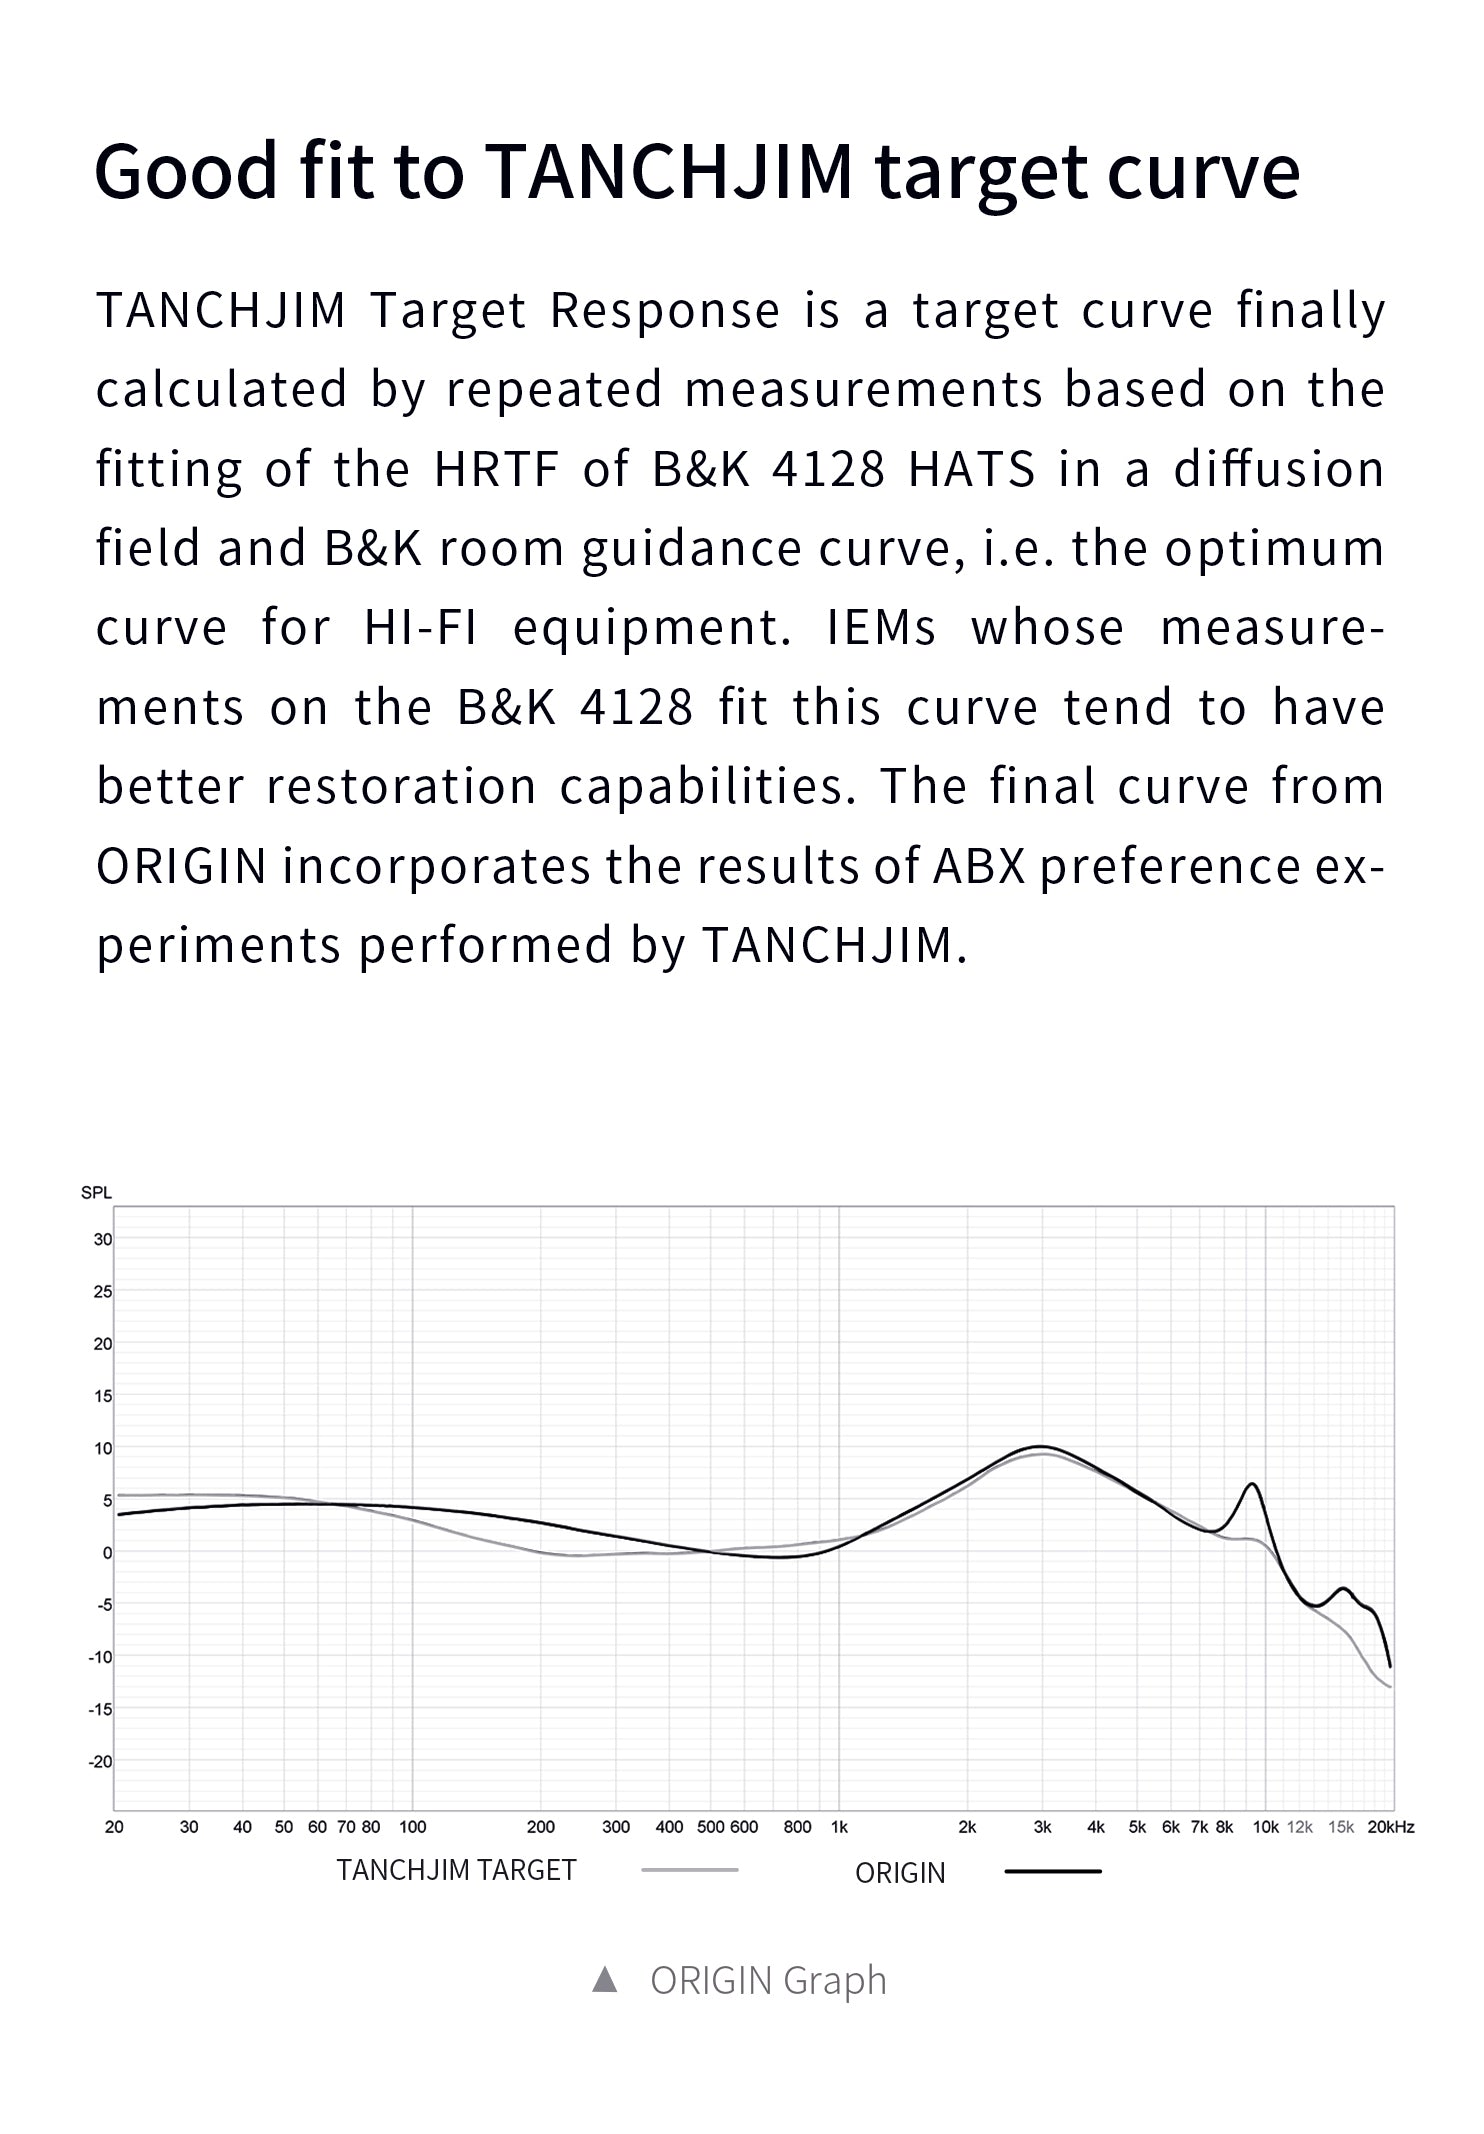 Good fit to TANCHJIM target curve
TANCHJIM Target Response is a target curve finally
calculated by repeated measurements based on the
fitting of the HRTF of B&K 4128 HATS in a diffusion
field and B&K room guidance curve, i.e. the optimum
curve for HI-FI equipment. IEMs whose measure-
ments on the B&K 4128 fit this curve tend to have
better restoration capabilities. The final curve from
ORIGIN incorporates the results of ABX preference ex-
periments performed by TANCHJIM.
SPL
30
25
20
15
10
5
0
-5
-10
-15
-20
20 30 40 50 60 70 80 100 200 300 400 500 600 800 1k 2k 3k 4k 5k 6k 7k 8k 10k 12k 15k 20kHz
TANCHJIM TARGET ORIGIN
▲ ORIGIN Graph